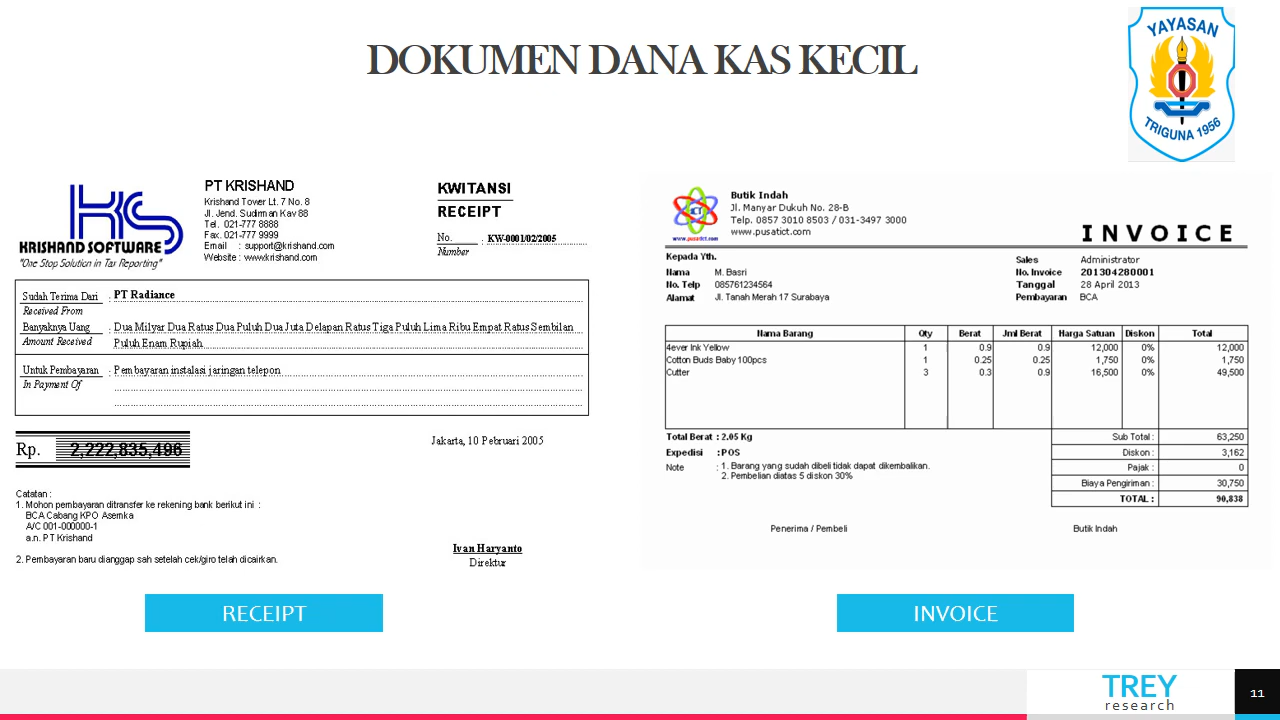 DOKUMEN DANA KAS KECIL
YAYASAN
TRIGUNA 1956
KRISHAND SOFTWARE
"One Stop Solution in Tax Reporting"
PT KRISHAND
Krishand Tower Lt. 7 No. 8
Jl. Jend. Sudirman Kav 88
Tel. 021-777 8888
Fax. 021-777 9999
Email : support@krishand.com
Website : www.krishand.com
KWITANSI
RECEIPT
No. : KW-0001/02/2005
Number
Sudah Terima Dari : PT Radiance
Received From
Banyaknya Uang : Dua Milyar Dua Ratus Dua Puluh Dua Juta Delapan Ratus Tiga Puluh Lima Ribu Empat Ratus Sembilan
Amount Received Puluh Enam Rupiah
Untuk Pembayaran : Pembayaran instalasi jaringan telepon
In Payment Of
Rp. 2,222,835,496
Jakarta, 10 Pebruari 2005
Catatan :
1. Mohon pembayaran ditransfer ke rekening bank berikut ini :
BCA Cabang KPO Asemka
A/C 001-000000-1
a.n. PT Krishand
2. Pembayaran baru dianggap sah setelah cek/giro telah dicairkan.
Ivan Haryanto
Direktur
RECEIPT
www.pusatict.com
Butik Indah
Jl. Manyar Dukuh No. 28-B
Telp. 0857 3010 8503 / 031-3497 3000
www.pusatict.com
INVOICE
Kepada Yth.
Nama M. Basri
No. Telp 085761234564
Alamat Jl. Tanah Merah 17 Surabaya
Sales Administrator
No. Invoice 201304280001
Tanggal 28 April 2013
Pembayaran BCA
Nama Barang Qty Berat Jml Berat Harga Satuan Diskon Total
4ever Ink Yellow 1 0.9 0.9 12,000 0% 12,000
Cotton Buds Baby 100pcs 1 0.25 0.25 1,750 0% 1,750
Cutter 3 0.3 0.9 16,500 0% 49,500
Total Berat : 2.05 Kg
Expedisi : POS
Note : 1. Barang yang sudah dibeli tidak dapat dikembalikan.
2. Pembelian diatas 5 diskon 30%
Sub Total : 63,250
Diskon : 3,162
Pajak : 0
Biaya Pengiriman : 30,750
TOTAL : 90,838
Penerima / Pembeli
Butik Indah
INVOICE
TREY
research
11